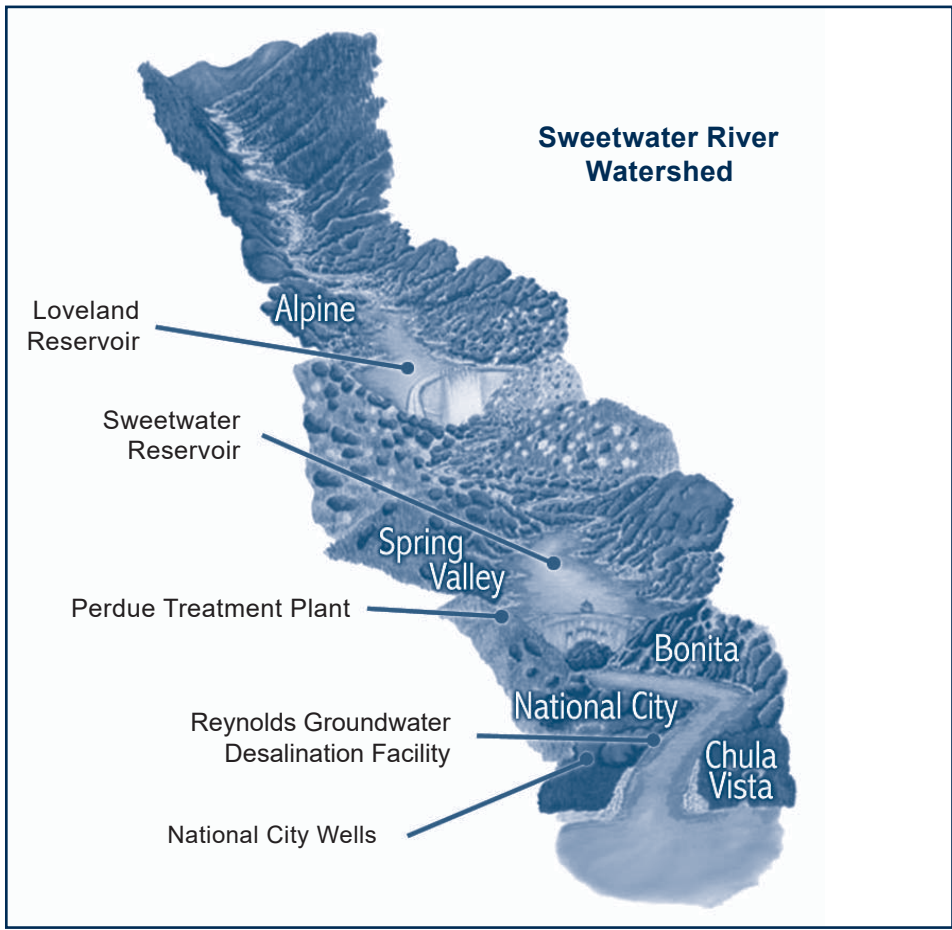 Sweetwater River
Watershed
Alpine
Loveland
Reservoir
Sweetwater
Reservoir
Spring
Valley
Perdue Treatment Plant
Bonita
National City
Reynolds Groundwater
Desalination Facility
Chula
Vista
National City Wells